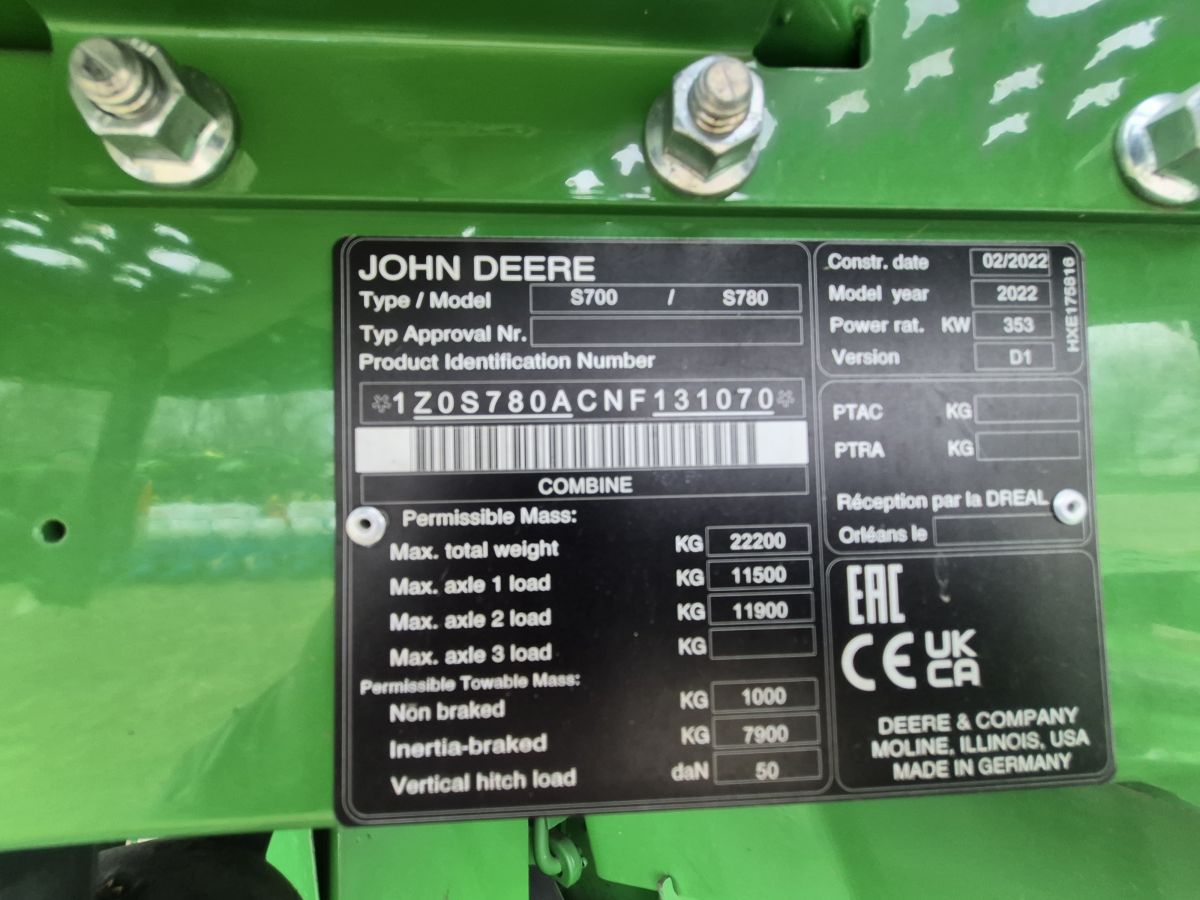 JOHN DEERE
Type / Model S700 / S780
Typ Approval Nr.
Product Identification Number
*1Z0S780ACNF131070*
COMBINE
Permissible Mass:
Max. total weight KG 22200
Max. axle 1 load KG 11500
Max. axle 2 load KG 11900
Max. axle 3 load KG
Permissible Towable Mass:
Non braked KG 1000
Inertia-braked KG 7900
Vertical hitch load daN 50
Constr. date 02/2022
Model year 2022
Power rat. KW 353
Version D1
HXE175816
PTAC KG
PTRA KG
Réception par la DREAL
Orléans le
EAC
CE UK
CA
DEERE & COMPANY
MOLINE, ILLINOIS, USA
MADE IN GERMANY